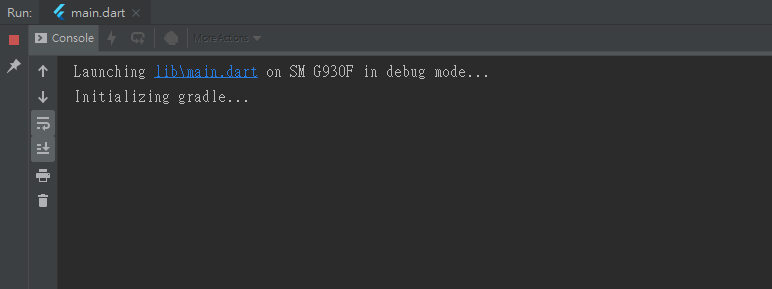 Run:
main.dart
Console
More Actions
Launching lib\main.dart on SM G930F in debug mode...
Initializing gradle...